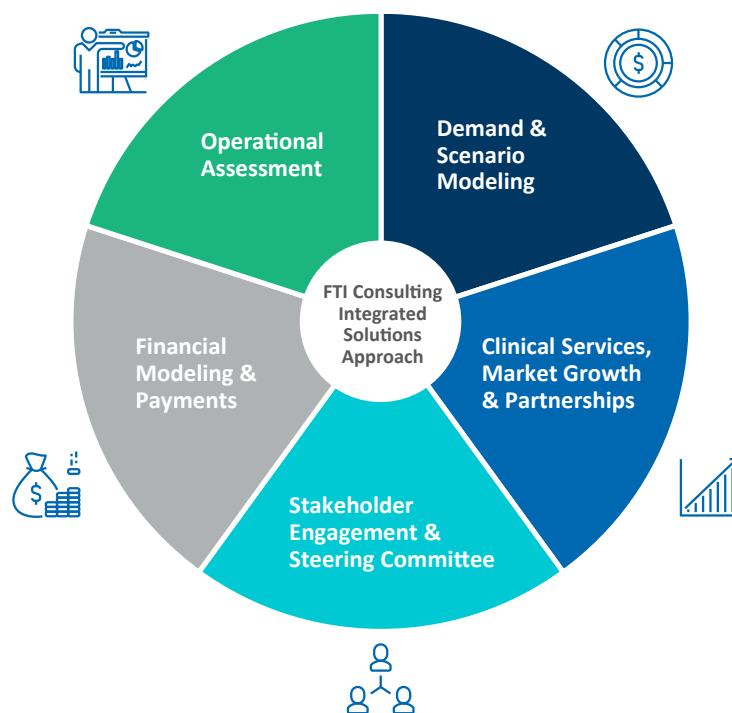 Operational
Assessment
Demand &
Scenario
Modeling
FTI Consulting
Integrated
Solutions
Approach
Financial
Modeling &
Payments
Clinical Services,
Market Growth
& Partnerships
Stakeholder
Engagement &
Steering Committee
$
$